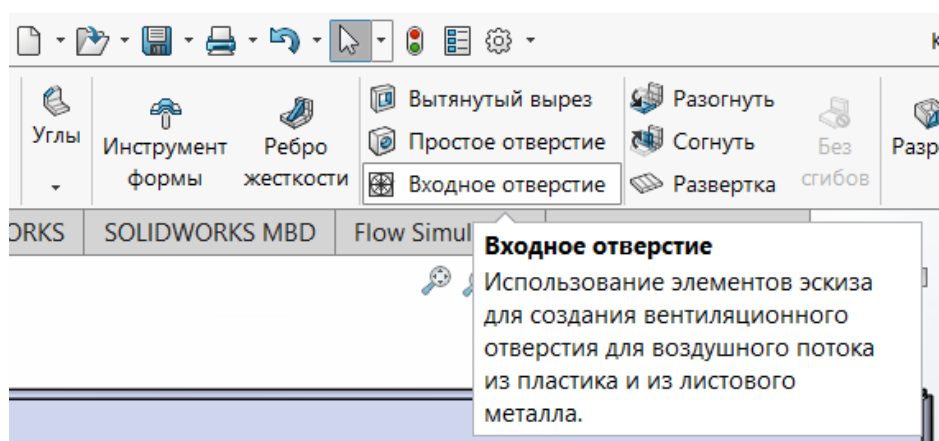 К
Углы
Инструмент
формы
Ребро
жесткости
Вытянутый вырез
Простое отверстие
Входное отверстие
Разогнуть
Согнуть
Развертка
Без
сгибов
Разр
ORKS
SOLIDWORKS MBD
Flow Simul
Входное отверстие
Использование элементов эскиза
для создания вентиляционного
отверстия для воздушного потока
из пластика и из листового
металла.